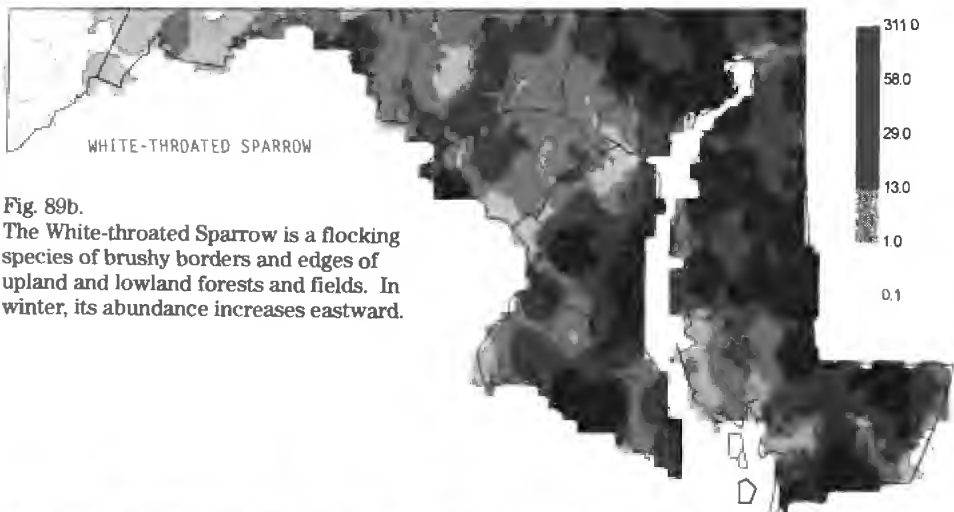 311.0
58.0
29.0
13.0
1.0
0.1
WHITE-THROATED SPARROW
Fig. 89b.
The White-throated Sparrow is a flocking
species of brushy borders and edges of
upland and lowland forests and fields. In
winter, its abundance increases eastward.